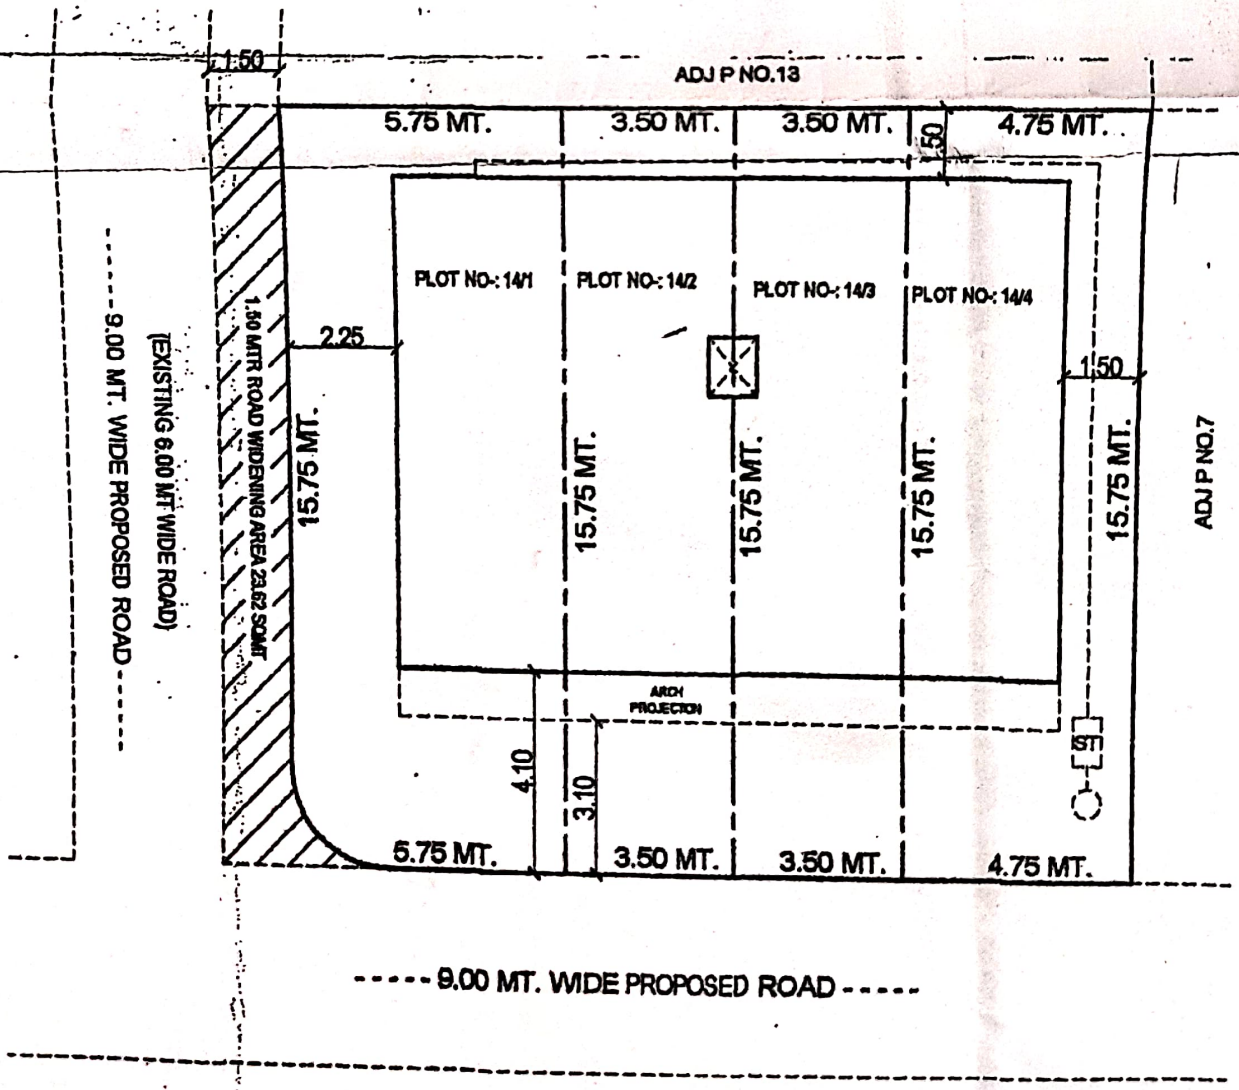 1.50
ADJ P NO.13
5.75 MT.
3.50 MT.
3.50 MT.
4.75 MT.
1.50
PLOT NO-: 14/1
PLOT NO-: 14/2
PLOT NO-: 14/3
PLOT NO-: 14/4
2.25
1.50
-----9.00 MT. WIDE PROPOSED ROAD-----
(EXISTING 6.00 MT WIDE ROAD)
1.50 MTR ROAD WIDENING AREA 23.62 SQMT
15.75 MT.
15.75 MT.
15.75 MT.
15.75 MT.
15.75 MT.
ADJ P NO.7
ARCH
PROJECTION
4.10
3.10
ST
5.75 MT.
3.50 MT.
3.50 MT.
4.75 MT.
-----9.00 MT. WIDE PROPOSED ROAD-----